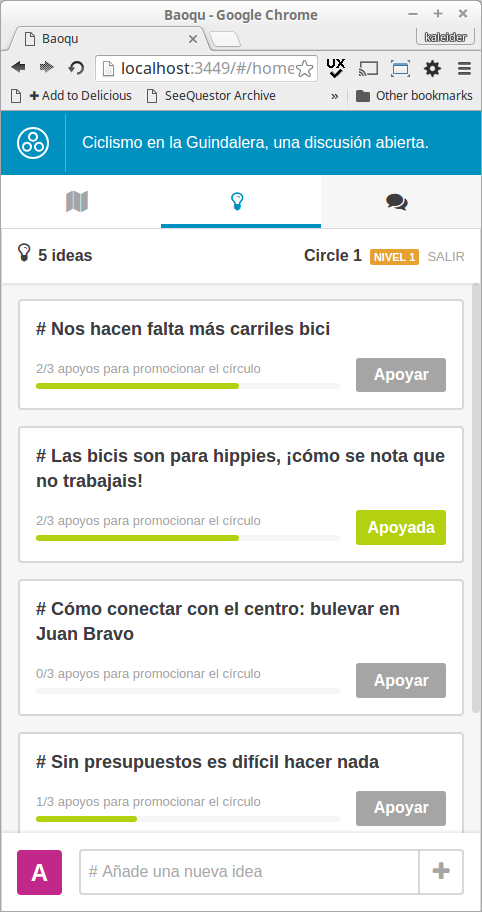 Baoqu - Google Chrome
Baoqu
kaleider
localhost:3449/#/home
UX
+ Add to Delicious
SeeQuestor Archive
»
Other bookmarks
Ciclismo en la Guindalera, una discusión abierta.
5 ideas
Circle 1
NIVEL 1
SALIR
# Nos hacen falta más carriles bici
2/3 apoyos para promocionar el círculo
Apoyar
# Las bicis son para hippies, ¡cómo se nota que
no trabajais!
2/3 apoyos para promocionar el círculo
Apoyada
# Cómo conectar con el centro: bulevar en
Juan Bravo
0/3 apoyos para promocionar el círculo
Apoyar
# Sin presupuestos es difícil hacer nada
1/3 apoyos para promocionar el círculo
Apoyar
A
# Añade una nueva idea